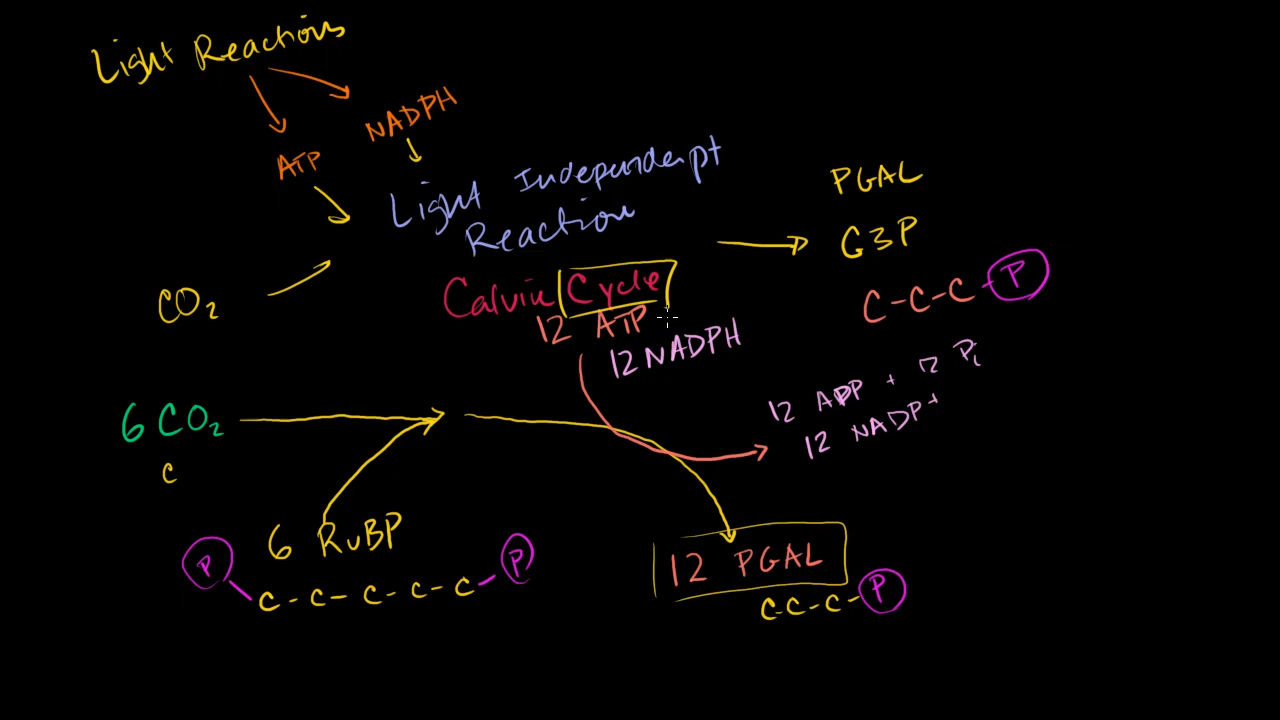 Light Reactions
ATP
NADPH
Light Independent
Reaction
PGAL
G3P
CO₂
Calvin Cycle
C-C-C-P
12 ATP
12 NADPH
12 ADP + 12 Pi
12 NADP+
6 CO₂
C
6 RuBP
P-C-C-C-C-C-P
12 PGAL
C-C-C-P